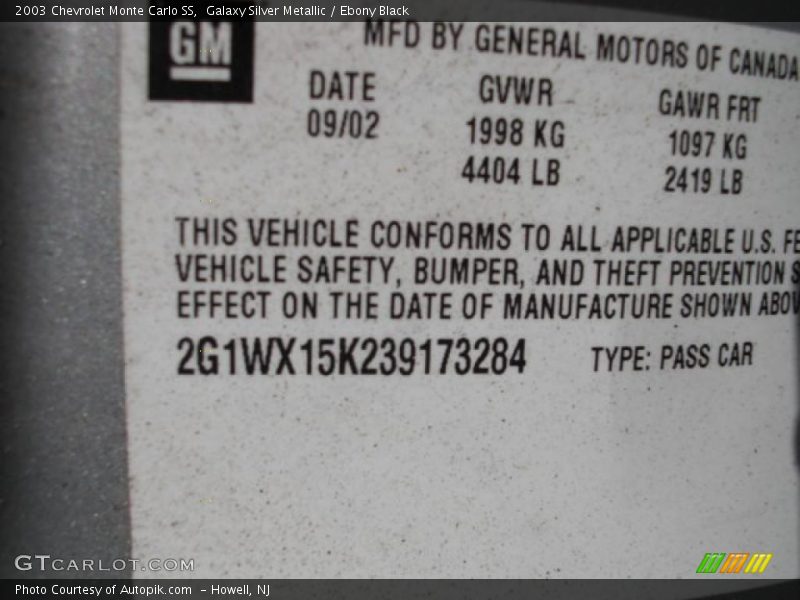 2003 Chevrolet Monte Carlo SS,  Galaxy Silver Metallic / Ebony Black
GM
MFD BY GENERAL MOTORS OF CANADA
DATE GVWR GAWR FRT
09/02 1998 KG 1097 KG
4404 LB 2419 LB
THIS VEHICLE CONFORMS TO ALL APPLICABLE U.S. FE
VEHICLE SAFETY, BUMPER, AND THEFT PREVENTION S
EFFECT ON THE DATE OF MANUFACTURE SHOWN ABOV
2G1WX15K239173284 TYPE: PASS CAR
GTCARLOT.COM
Photo Courtesy of Autopik.com  – Howell, NJ